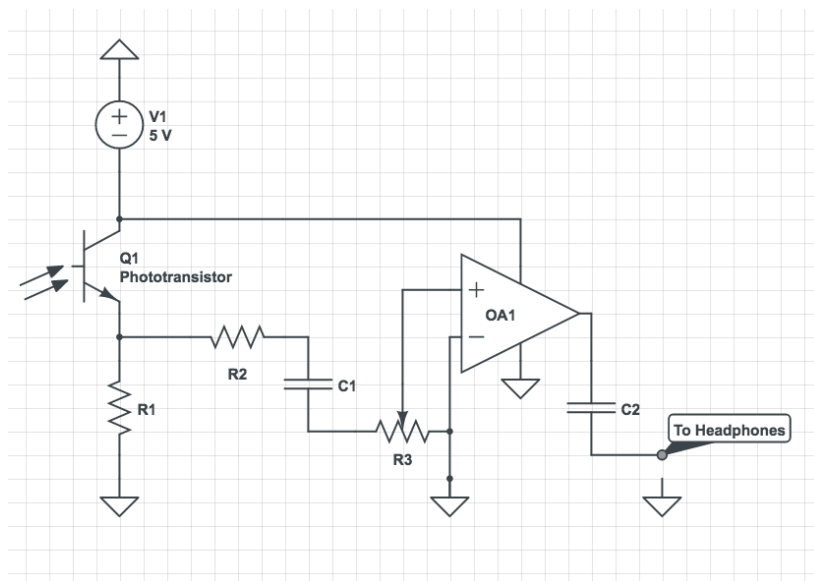 V1
5 V
Q1
Phototransistor
R2
C1
R1
R3
+
OA1
−
C2
To Headphones